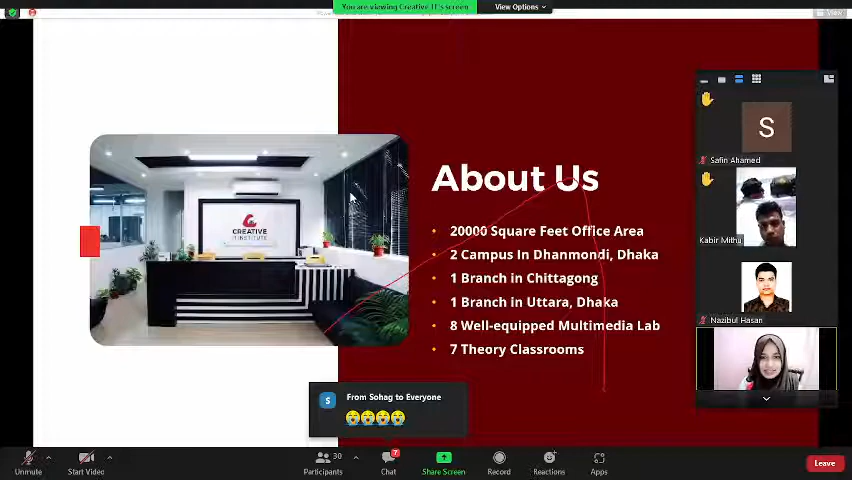 You are viewing Creative IT's screen
View Options
View
About Us
20000 Square Feet Office Area
2 Campus In Dhanmondi, Dhaka
1 Branch in Chittagong
1 Branch in Uttara, Dhaka
8 Well-equipped Multimedia Lab
7 Theory Classrooms
CREATIVE
IT INSTITUTE
S
Safin Ahamed
Kabir Mithu
Nazibul Hasan
S
From Sohag to Everyone
Unmute
Start Video
30
Participants
7
Chat
Share Screen
Record
Reactions
Apps
Leave